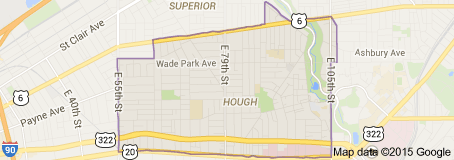 SUPERIOR
St Clair Ave
6
Ashbury Ave
Wade Park Ave
E 79th St
E 105th St
E 55th St
6
E 40th St
Payne Ave
HOUGH
322
322
90
20
Map data ©2015 Google